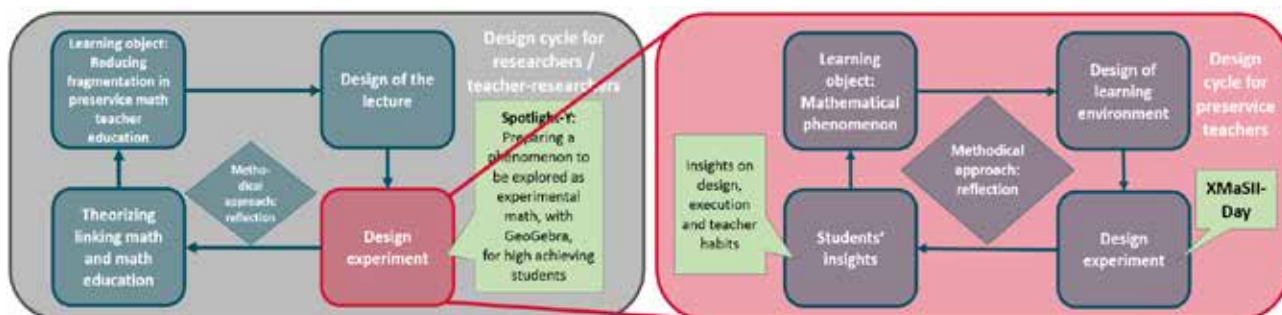 Learning object:
Reducing
fragmentation in
preservice math
teacher
education
Design of the
lecture
Design cycle for
researchers /
teacher-researchers
Spotlight-Y:
Preparing a
phenomenon to
be explored as
experimental
math, with
GeoGebra,
for high achieving
students
Metho-
dical
approach:
reflection
Theorizing
linking math
and math
education
Design
experiment
Learning
object:
Mathematical
phenomenon
Design of
learning
environment
Design
cycle for
preservice
teachers
Methodical
approach:
reflection
Insights on
design,
execution
and teacher
habits
Students'
insights
Design
experiment
XMaSII-
Day